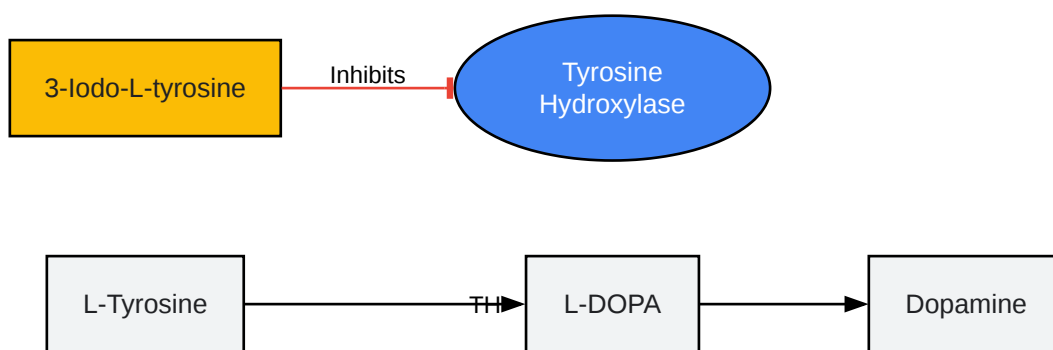 3-Iodo-L-tyrosine
Inhibits
Tyrosine
Hydroxylase
L-Tyrosine
TH
L-DOPA
Dopamine